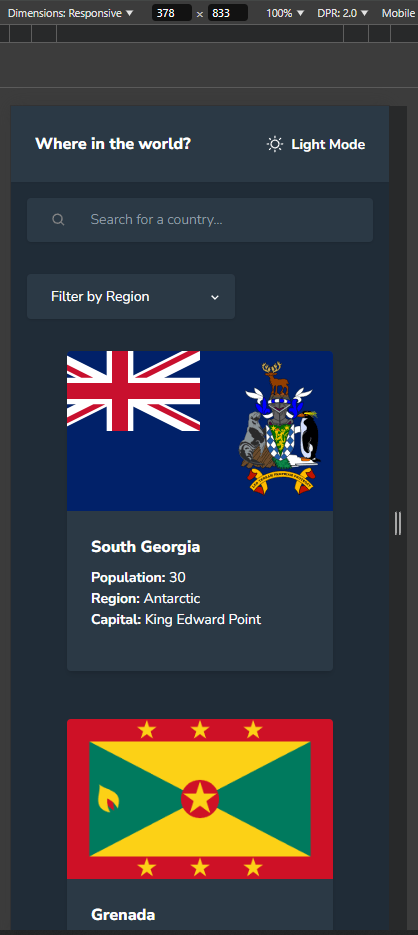 Dimensions: Responsive ▼ 378 × 833 100% ▼ DPR: 2.0 ▼ Mobile
Where in the world? Light Mode
Search for a country...
Filter by Region
South Georgia
Population: 30
Region: Antarctic
Capital: King Edward Point
Grenada